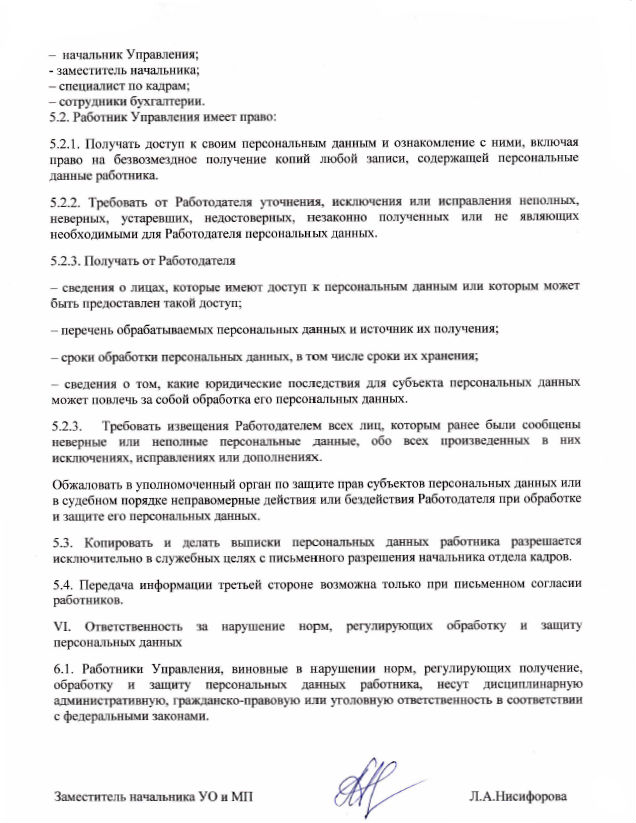 –  начальник Управления;
- заместитель начальника;
– специалист по кадрам;
– сотрудники бухгалтерии.
5.2. Работник Управления имеет право:
5.2.1. Получать доступ к своим персональным данным и ознакомление с ними, включая
право на безвозмездное получение копий любой записи, содержащей персональные
данные работника.
5.2.2. Требовать от Работодателя уточнения, исключения или исправления неполных,
неверных, устаревших, недостоверных, незаконно полученных или не являющих
необходимыми для Работодателя персональных данных.
5.2.3. Получать от Работодателя
– сведения о лицах, которые имеют доступ к персональным данным или которым может
быть предоставлен такой доступ;
– перечень обрабатываемых персональных данных и источник их получения;
– сроки обработки персональных данных, в том числе сроки их хранения;
– сведения о том, какие юридические последствия для субъекта персональных данных
может повлечь за собой обработка его персональных данных.
5.2.3. Требовать извещения Работодателем всех лиц, которым ранее были сообщены
неверные или неполные персональные данные, обо всех произведенных в них
исключениях, исправлениях или дополнениях.
Обжаловать в уполномоченный орган по защите прав субъектов персональных данных или
в судебном порядке неправомерные действия или бездействия Работодателя при обработке
и защите его персональных данных.
5.3. Копировать и делать выписки персональных данных работника разрешается
исключительно в служебных целях с письменного разрешения начальника отдела кадров.
5.4. Передача информации третьей стороне возможна только при письменном согласии
работников.
VI. Ответственность за нарушение норм, регулирующих обработку и защиту
персональных данных
6.1. Работники Управления, виновные в нарушении норм, регулирующих получение,
обработку и защиту персональных данных работника, несут дисциплинарную
административную, гражданско-правовую или уголовную ответственность в соответствии
с федеральными законами.
Заместитель начальника УО и МП Л.А.Нисифорова